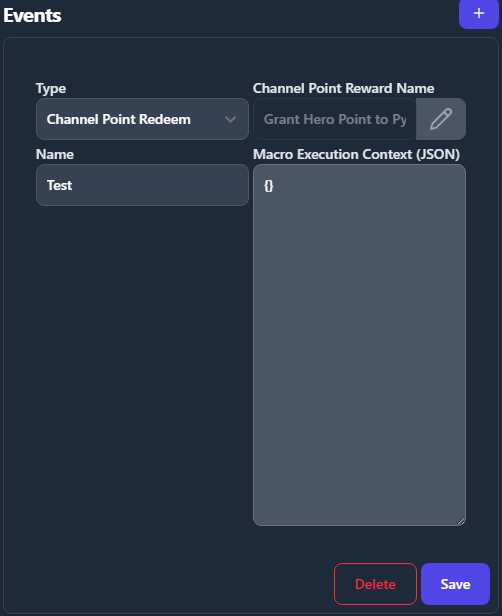 Events
+
Type
Channel Point Reward Name
Channel Point Redeem
Grant Hero Point to Py
Name
Macro Execution Context (JSON)
Test
{}
Delete
Save